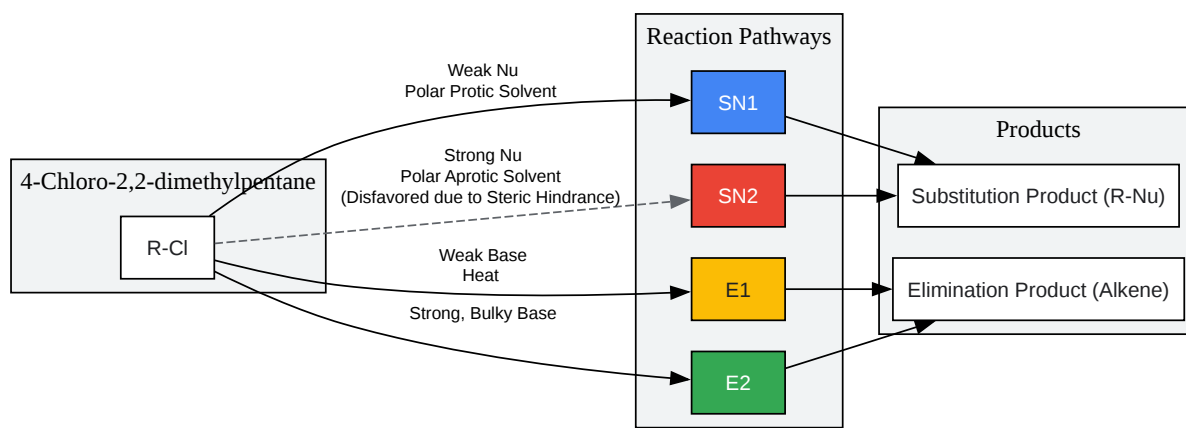 4-Chloro-2,2-dimethylpentane
R-Cl
Weak Nu
Polar Protic Solvent
Strong Nu
Polar Aprotic Solvent
(Disfavored due to Steric Hindrance)
Weak Base
Heat
Strong, Bulky Base
Reaction Pathways
SN1
SN2
E1
E2
Products
Substitution Product (R-Nu)
Elimination Product (Alkene)